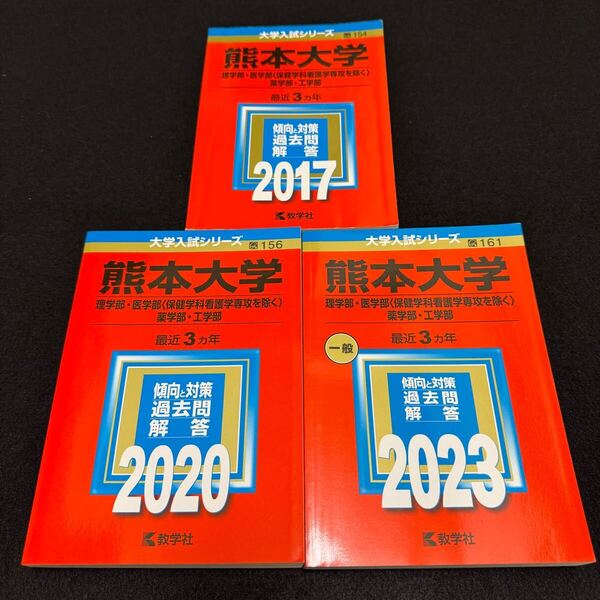 大学入試シリーズ 154
熊本大学
理学部・医学部〈保健学科看護学専攻を除く〉
薬学部・工学部
最近3ヵ年
傾向と対策
過去問
解答
2017
教学社
大学入試シリーズ 156
熊本大学
理学部・医学部〈保健学科看護学専攻を除く〉
薬学部・工学部
最近3ヵ年
傾向と対策
過去問
解答
2020
教学社
大学入試シリーズ 161
熊本大学
理学部・医学部〈保健学科看護学専攻を除く〉
薬学部・工学部
一般
最近3ヵ年
傾向と対策
過去問
解答
2023
教学社